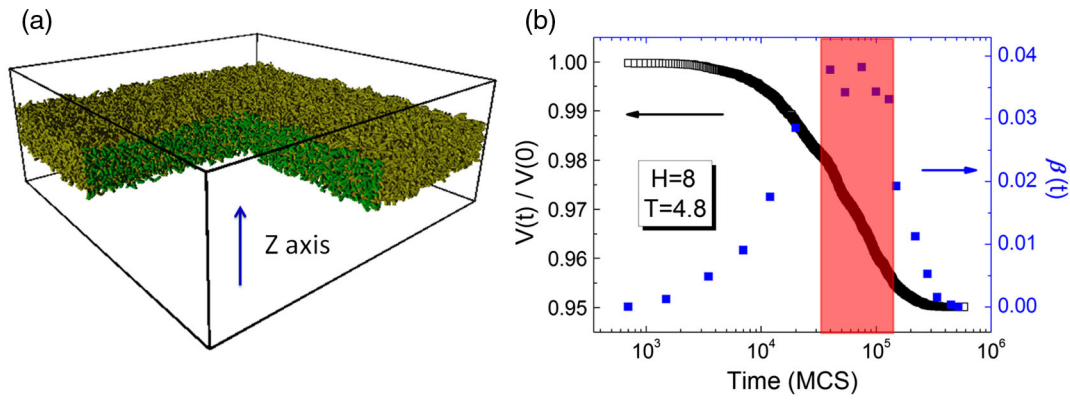 (a)
Z axis
(b)
V(t) / V(0)
1.00
0.99
0.98
0.97
0.96
0.95
H=8
T=4.8
0.04
0.03
0.02
0.01
0.00
β (t)
10³ 10⁴ 10⁵ 10⁶
Time (MCS)